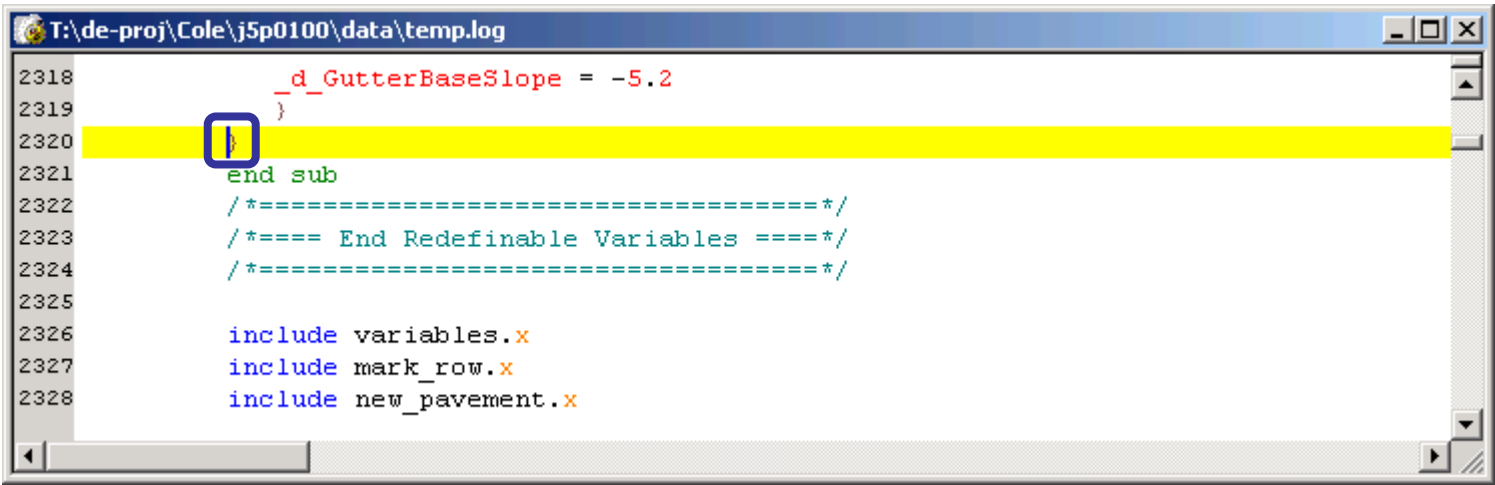 T:\de-proj\Cole\j5p0100\data\temp.log
2318 _d_GutterBaseSlope = -5.2
2319 }
2320 }
2321 end sub
2322 /*===================================*/
2323 /*==== End Redefinable Variables ====*/
2324 /*===================================*/
2325
2326 include variables.x
2327 include mark_row.x
2328 include new_pavement.x